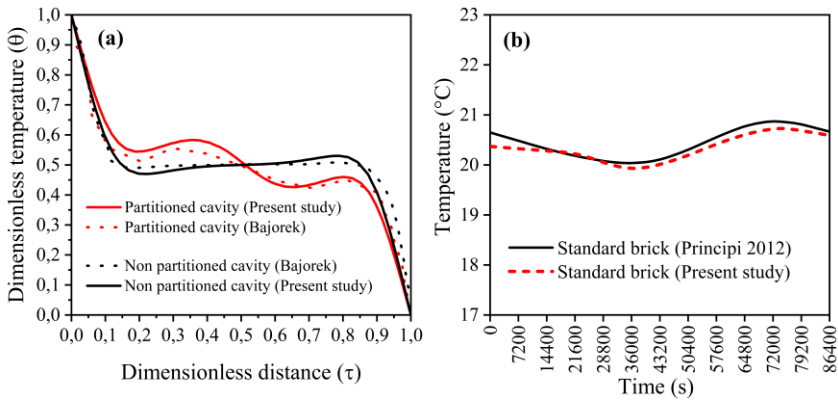 (a)
Dimensionless temperature (θ)
1,0
0,9
0,8
0,7
0,6
0,5
0,4
0,3
0,2
0,1
0,0
Partitioned cavity (Present study)
Partitioned cavity (Bajorek)
Non partitioned cavity (Bajorek)
Non partitioned cavity (Present study)
0,0 0,1 0,2 0,3 0,4 0,5 0,6 0,7 0,8 0,9 1,0
Dimensionless distance (τ)
(b)
Temperature (°C)
23
22
21
20
19
18
17
Standard brick (Principi 2012)
Standard brick (Present study)
0 7200 14400 21600 28800 36000 43200 50400 57600 64800 72000 79200 86400
Time (s)